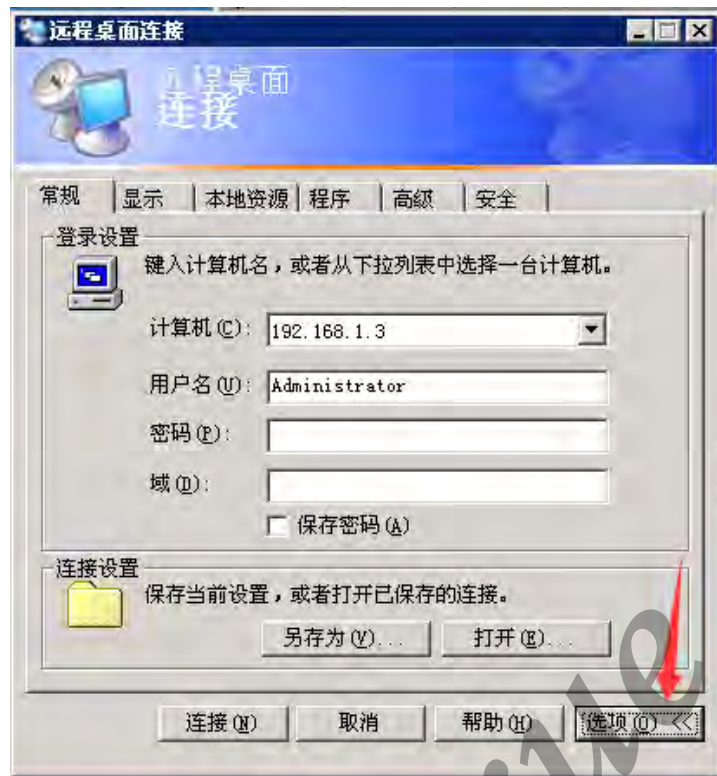 远程桌面连接
远程桌面
连接
常规 显示 本地资源 程序 高级 安全
登录设置
键入计算机名，或者从下拉列表中选择一台计算机。
计算机(C): 192.168.1.3
用户名(U): Administrator
密码(P):
域(D):
保存密码(A)
连接设置
保存当前设置，或者打开已保存的连接。
另存为(V)... 打开(E)...
连接(N) 取消 帮助(H) 选项(O) <<